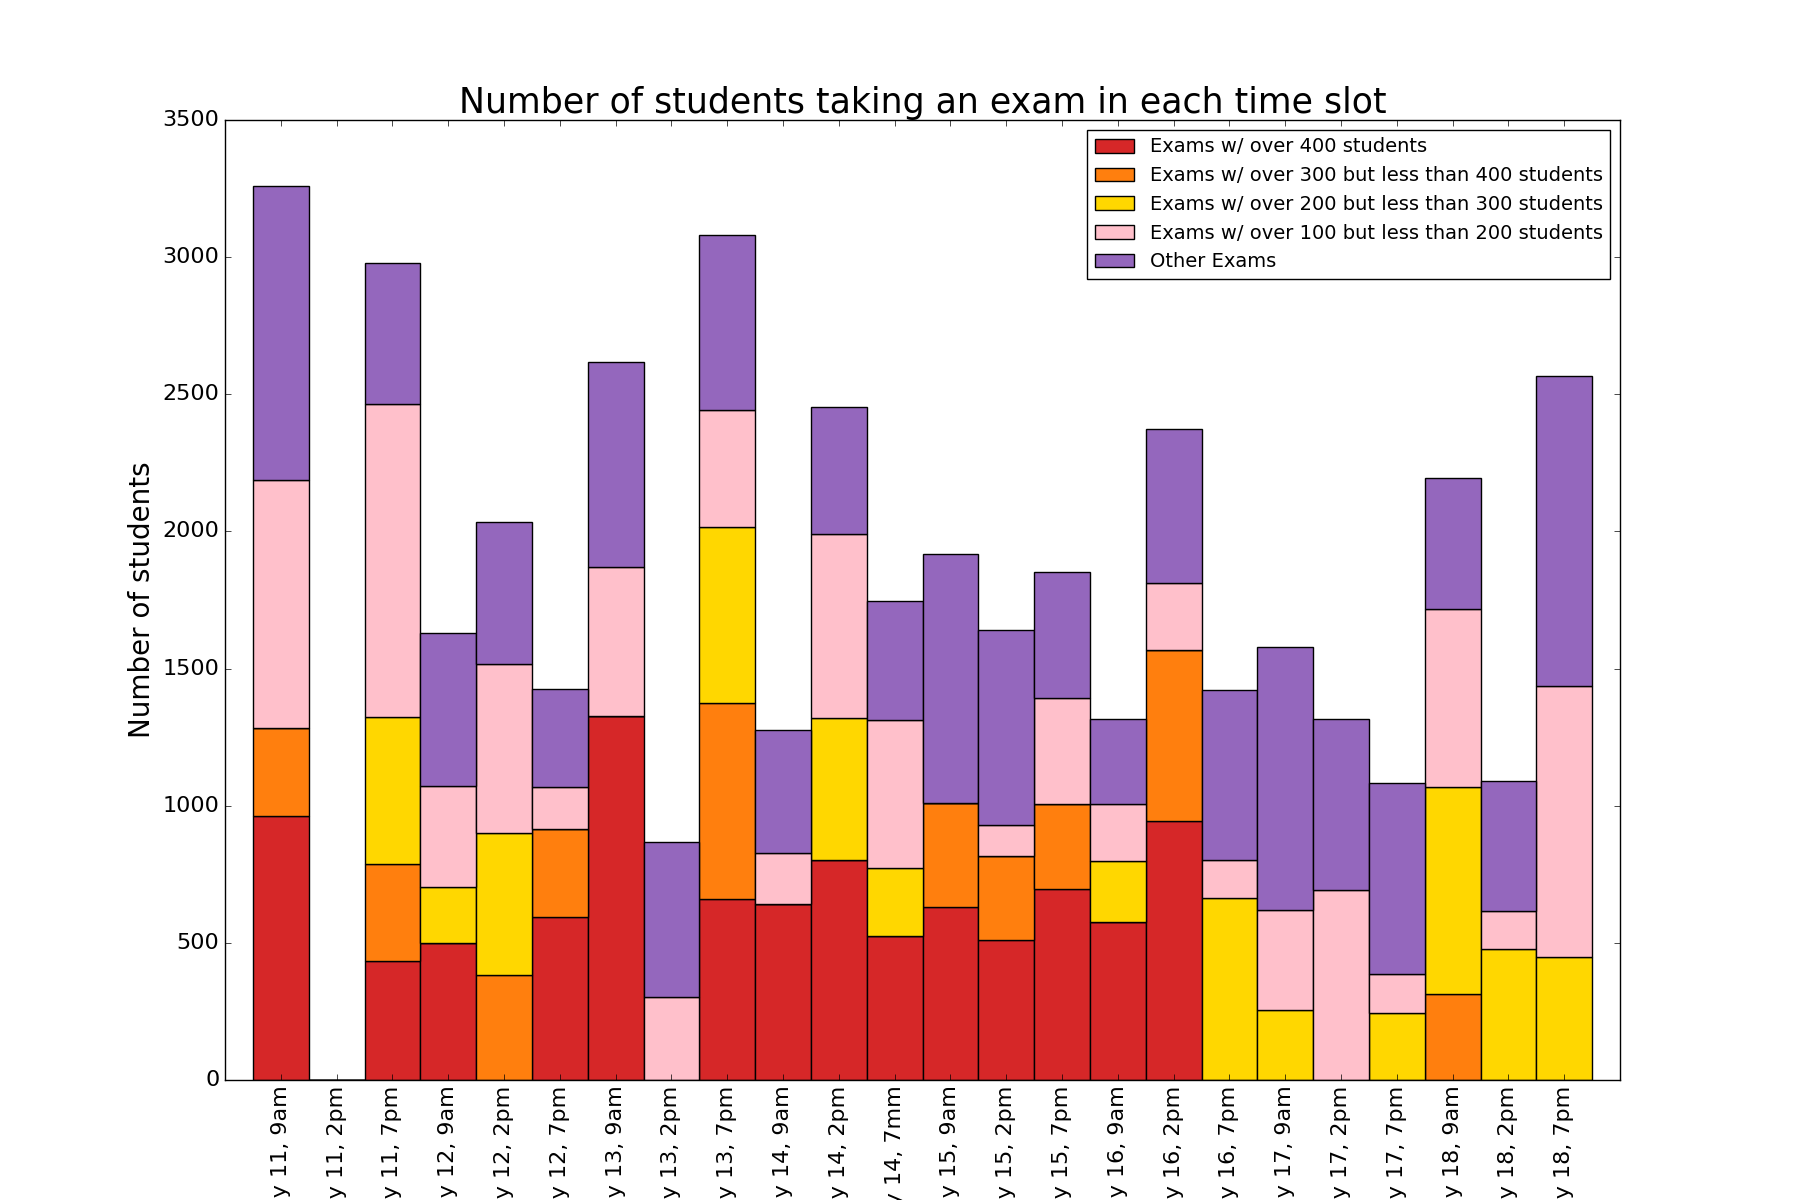 Number of students taking an exam in each time slot
Exams w/ over 400 students
Exams w/ over 300 but less than 400 students
Exams w/ over 200 but less than 300 students
Exams w/ over 100 but less than 200 students
Other Exams
Number of students
3500
3000
2500
2000
1500
1000
500
0
y 11, 9am
y 11, 2pm
y 11, 7pm
y 12, 9am
y 12, 2pm
y 12, 7pm
y 13, 9am
y 13, 2pm
y 13, 7pm
y 14, 9am
y 14, 2pm
y 14, 7mm
y 15, 9am
y 15, 2pm
y 15, 7pm
y 16, 9am
y 16, 2pm
y 16, 7pm
y 17, 9am
y 17, 2pm
y 17, 7pm
y 18, 9am
y 18, 2pm
y 18, 7pm